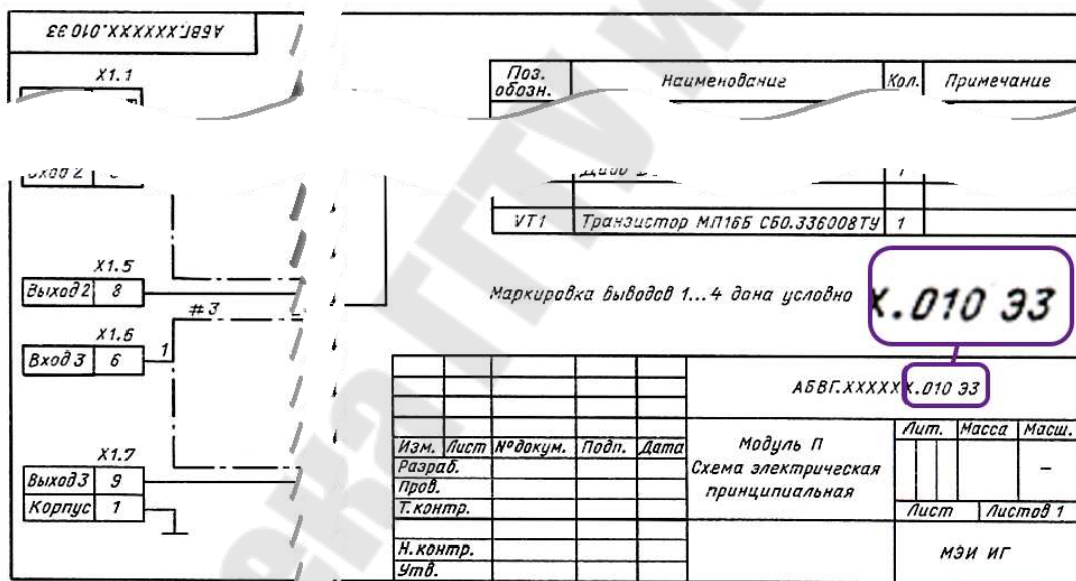 АБВГ.XXXXXX.010 Э3
X1.1
Поз. обозн.
Наименование
Кол.
Примечание
VT1
Транзистор МП16Б СБ0.336008ТУ
1
X1.5
Выход 2
8
#3
X1.6
Вход 3
6
1
Маркировка выводов 1...4 дана условно
X.010 Э3
АБВГ.XXXXXX.010 Э3
Изм.
Лист
№ докум.
Подп.
Дата
Разраб.
Пров.
Т.контр.
Н.контр.
Утв.
Модуль П
Схема электрическая
принципиальная
Лит.
Масса
Масш.
–
Лист
Листов 1
МЭИ ИГ
X1.7
Выход 3
9
Корпус
1